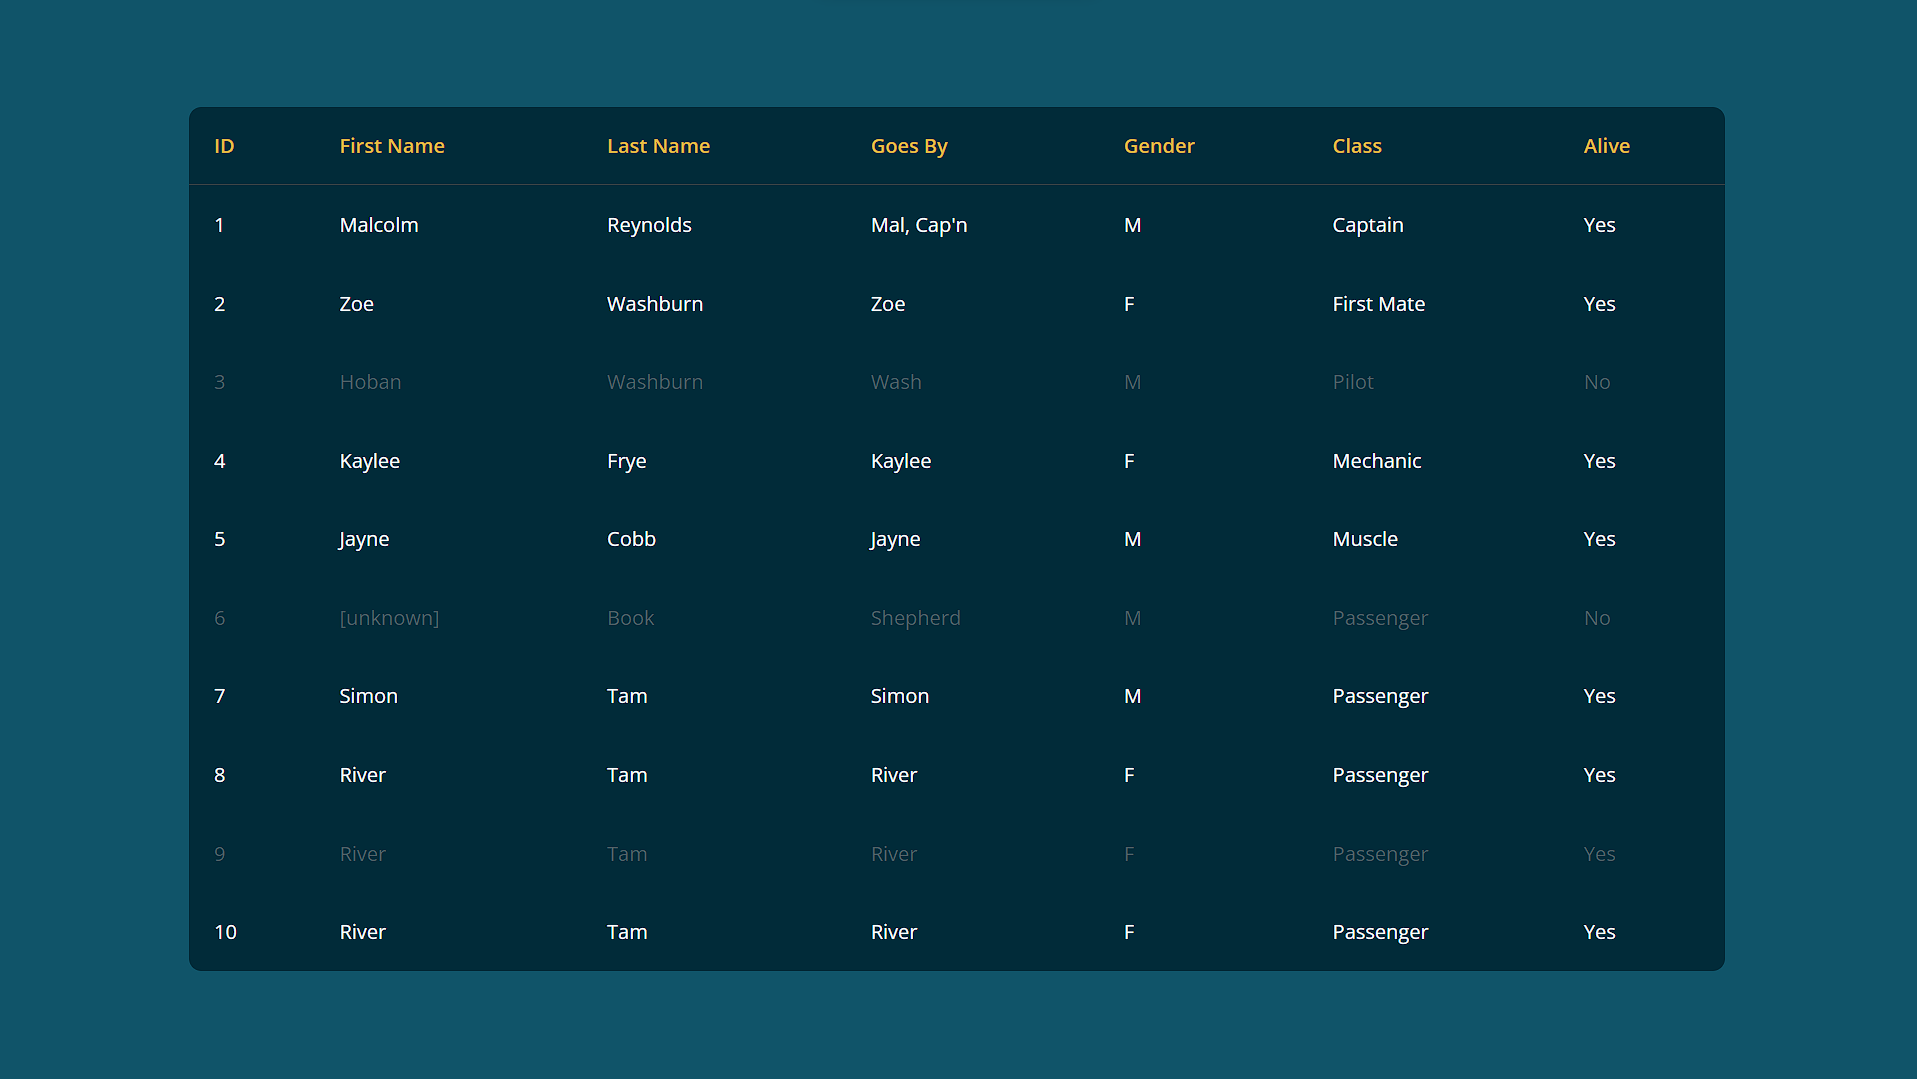 ID First Name Last Name Goes By Gender Class Alive
1 Malcolm Reynolds Mal, Cap'n M Captain Yes
2 Zoe Washburn Zoe F First Mate Yes
3 Hoban Washburn Wash M Pilot No
4 Kaylee Frye Kaylee F Mechanic Yes
5 Jayne Cobb Jayne M Muscle Yes
6 [unknown] Book Shepherd M Passenger No
7 Simon Tam Simon M Passenger Yes
8 River Tam River F Passenger Yes
9 River Tam River F Passenger Yes
10 River Tam River F Passenger Yes